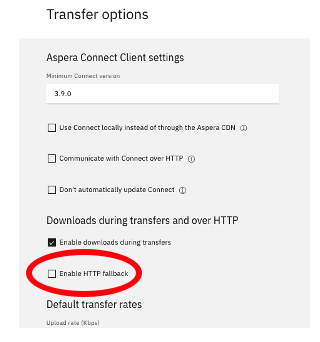 Transfer options
Aspera Connect Client settings
Minimum Connect version
3.9.0
Use Connect locally instead of through the Aspera CDN
Communicate with Connect over HTTP
Don't automatically update Connect
Downloads during transfers and over HTTP
Enable downloads during transfers
Enable HTTP fallback
Default transfer rates
Upload rate (Kbps)